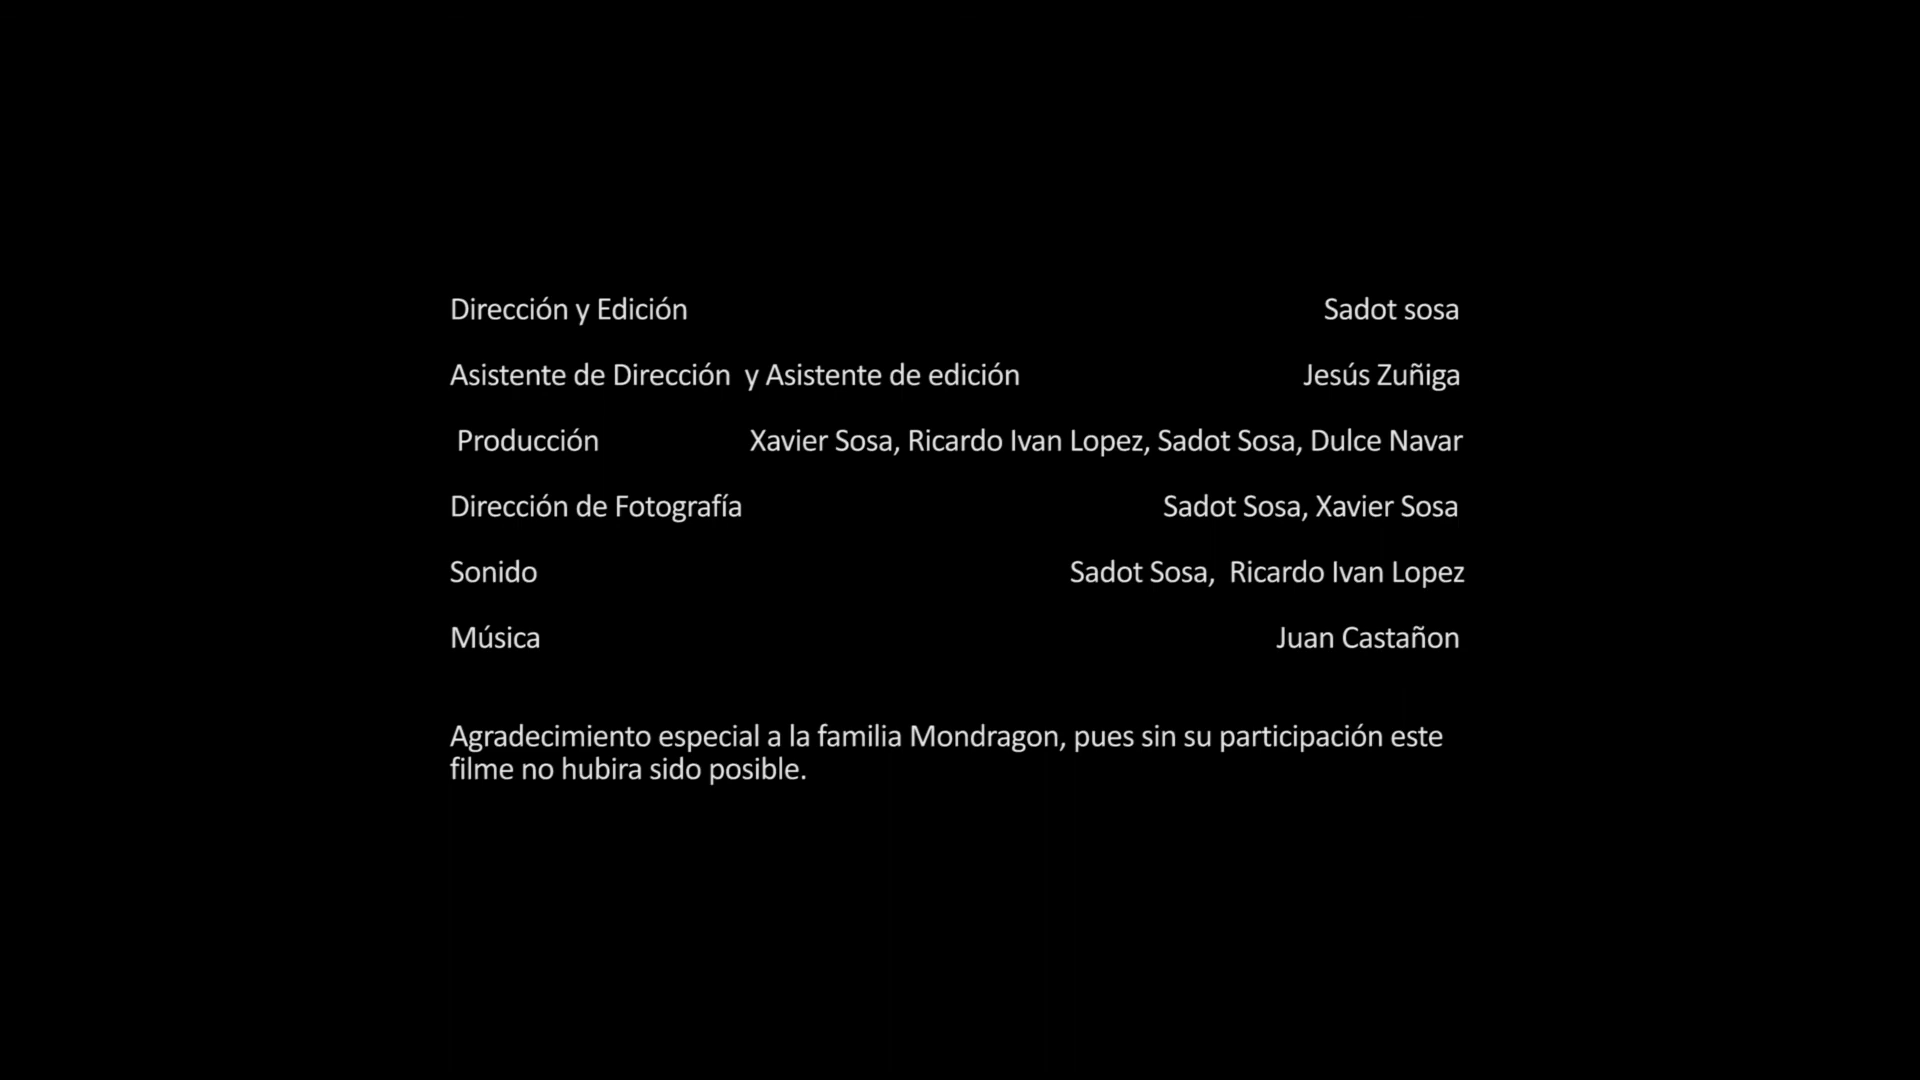 Dirección y Edición Sadot sosa
Asistente de Dirección y Asistente de edición Jesús Zuñiga
Producción Xavier Sosa, Ricardo Ivan Lopez, Sadot Sosa, Dulce Navar
Dirección de Fotografía Sadot Sosa, Xavier Sosa
Sonido Sadot Sosa, Ricardo Ivan Lopez
Música Juan Castañon
Agradecimiento especial a la familia Mondragon, pues sin su participación este
filme no hubira sido posible.